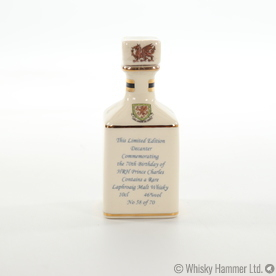 This Limited Edition
Decanter
Commemorating
the 70th Birthday of
HRH Prince Charles
Contains a Rare
Laphroaig Malt Whisky
10cl 46%vol
No 58 of 70
© Whisky Hammer Ltd.